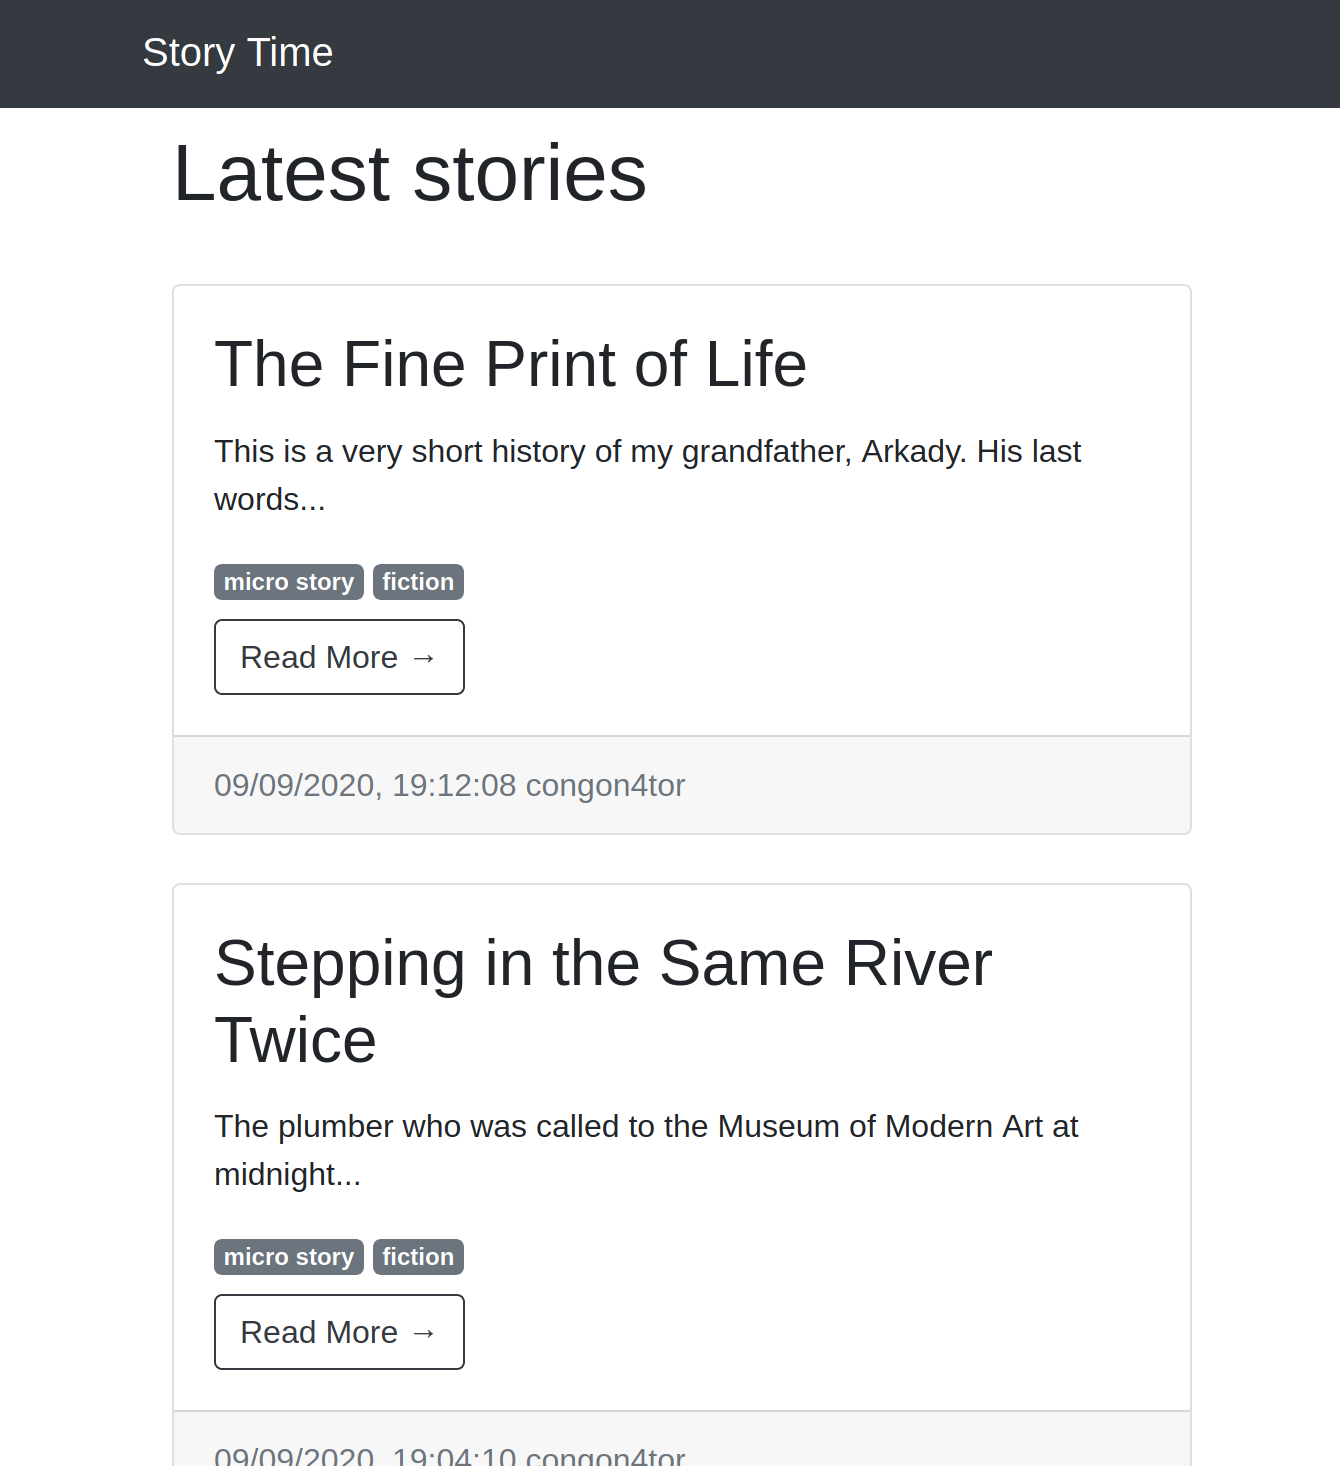 Story Time
Latest stories
The Fine Print of Life
This is a very short history of my grandfather, Arkady. His last
words...
micro story fiction
Read More →
09/09/2020, 19:12:08 congon4tor
Stepping in the Same River
Twice
The plumber who was called to the Museum of Modern Art at
midnight...
micro story fiction
Read More →
09/09/2020, 19:04:10 congon4tor